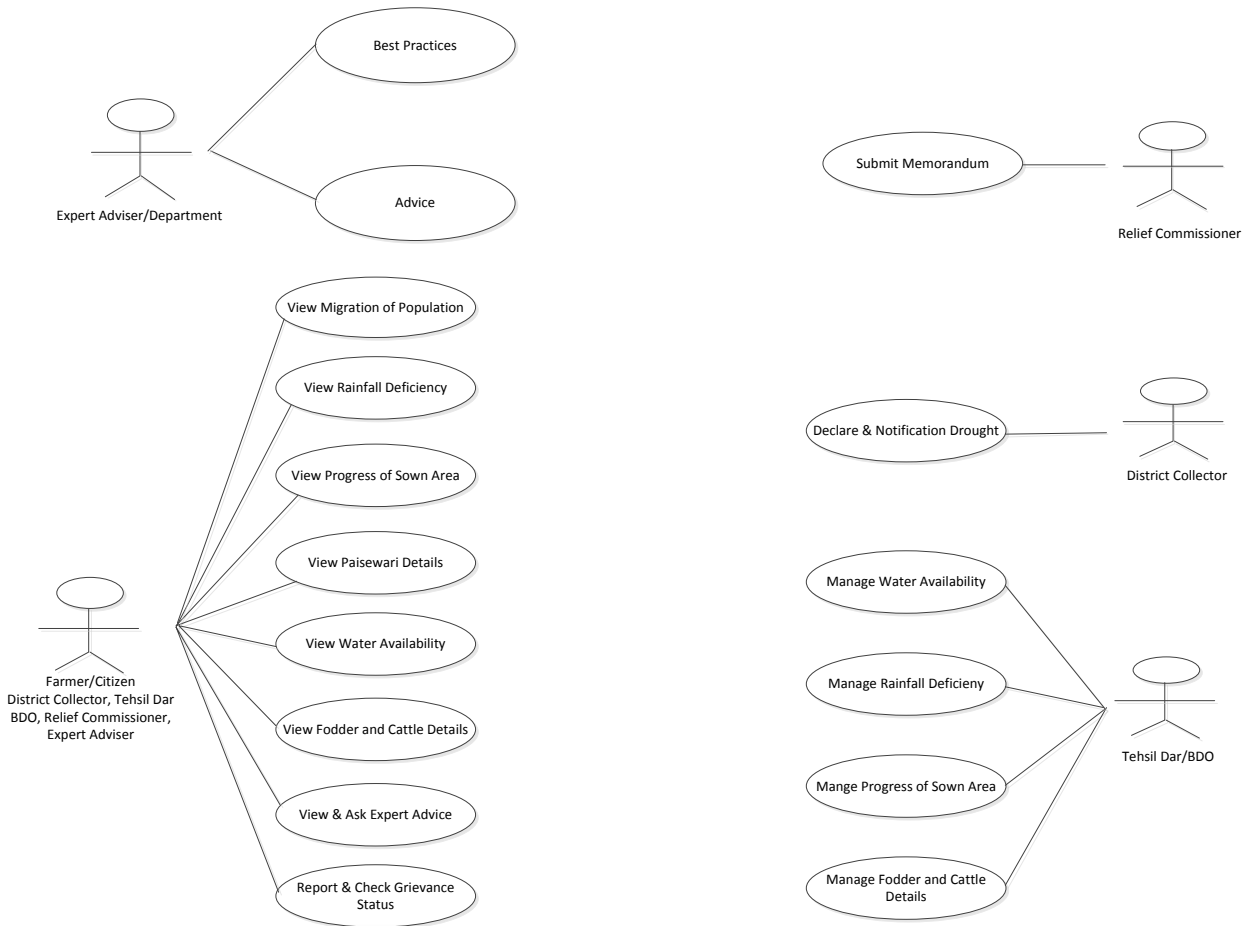 Best Practices
Expert Adviser/Department
Advice
Submit Memorandum
Relief Commissioner
View Migration of Population
View Rainfall Deficiency
View Progress of Sown Area
View Paisewari Details
View Water Availability
View Fodder and Cattle Details
View & Ask Expert Advice
Report & Check Grievance
Status
Farmer/Citizen
District Collector, Tehsil Dar
BDO, Relief Commissioner,
Expert Adviser
Declare & Notification Drought
District Collector
Manage Water Availability
Manage Rainfall Deficieny
Mange Progress of Sown Area
Manage Fodder and Cattle
Details
Tehsil Dar/BDO